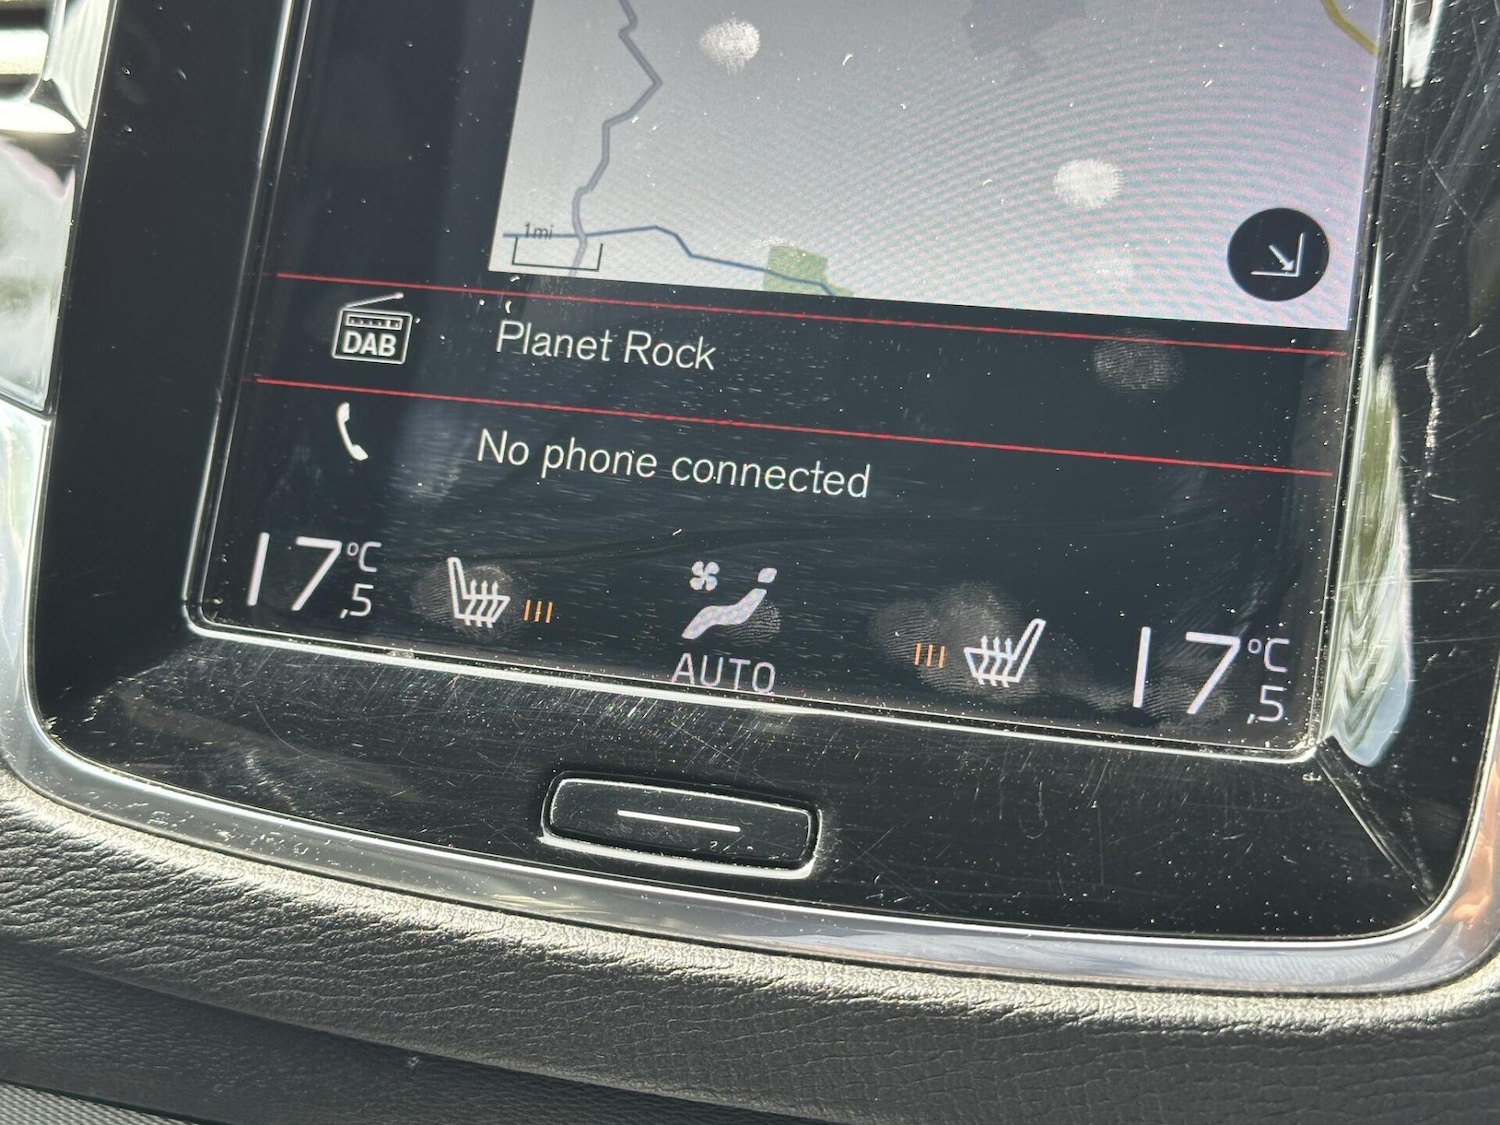 1mi
DAB
Planet Rock
No phone connected
17,5 °C
AUTO
17,5 °C